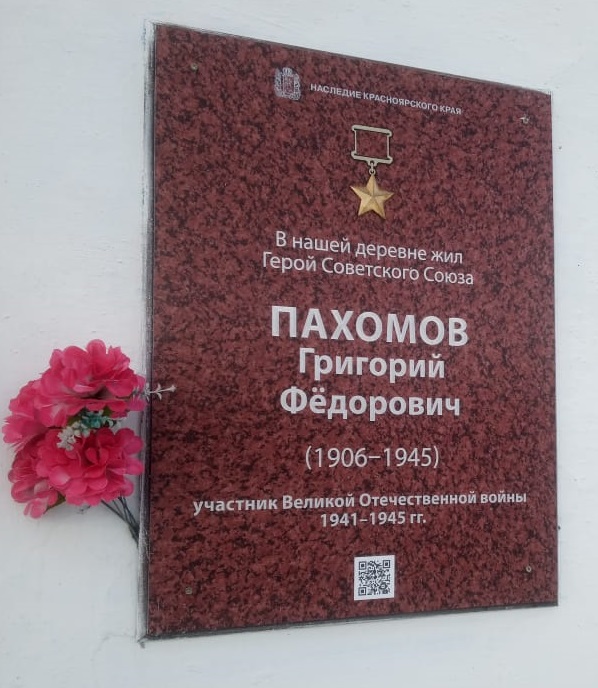 НАСЛЕДИЕ КРАСНОЯРСКОГО КРАЯ
В нашей деревне жил
Герой Советского Союза
ПАХОМОВ
Григорий
Фёдорович
(1906–1945)
участник Великой Отечественной войны
1941–1945 гг.